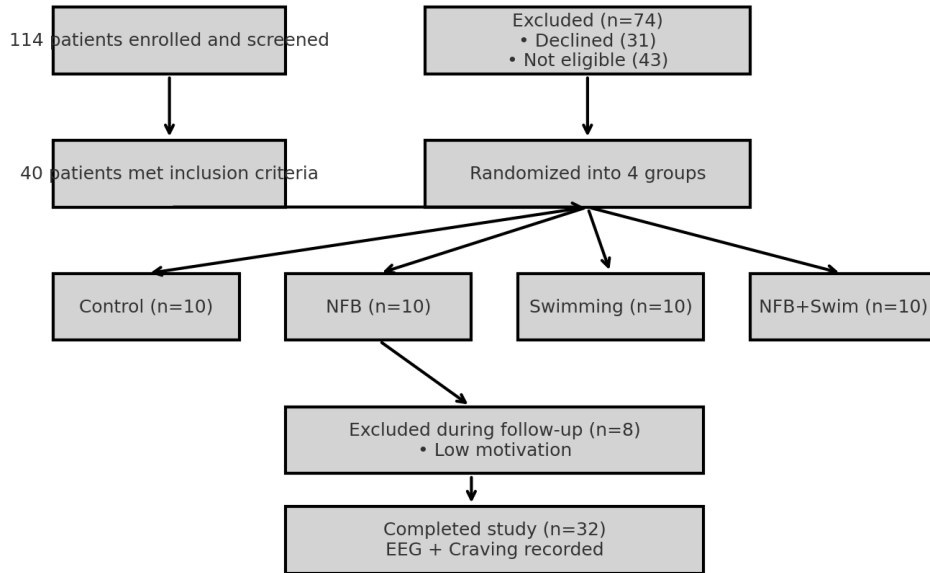 114 patients enrolled and screened
Excluded (n=74)
• Declined (31)
• Not eligible (43)
40 patients met inclusion criteria
Randomized into 4 groups
Control (n=10)
NFB (n=10)
Swimming (n=10)
NFB+Swim (n=10)
Excluded during follow-up (n=8)
• Low motivation
Completed study (n=32)
EEG + Craving recorded